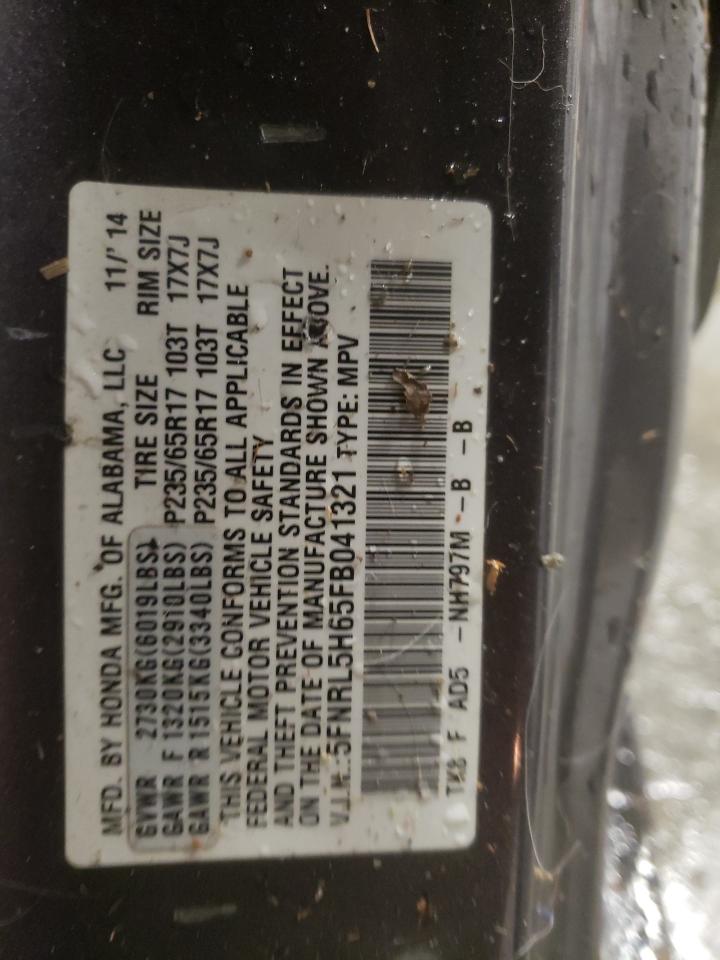 MFD. BY HONDA MFG. OF ALABAMA, LLC 11/'14
TIRE SIZE RIM SIZE
GVWR 2730KG(6019LBS)
GAWR F 1320KG(2910LBS) P235/65R17 103T 17X7J
GAWR R 1515KG(3340LBS) P235/65R17 103T 17X7J
THIS VEHICLE CONFORMS TO ALL APPLICABLE
FEDERAL MOTOR VEHICLE SAFETY
AND THEFT PREVENTION STANDARDS IN EFFECT
ON THE DATE OF MANUFACTURE SHOWN ABOVE.
V.I.N.:5FNRL5H65FB041321 TYPE: MPV
TK8 F AD5 -NH797M -B -B